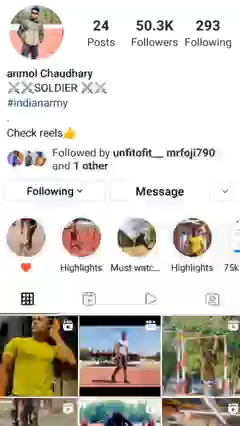 24 50.3K 293
Posts Followers Following
anmol Chaudhary
⚔️⚔️SOLDIER ⚔️⚔️
#indianarmy
.
Check reels👍
Followed by unfitofit__ mrfoji790
and 1 other
Following Message
❤️ Highlights Must watc... Highlights 75k